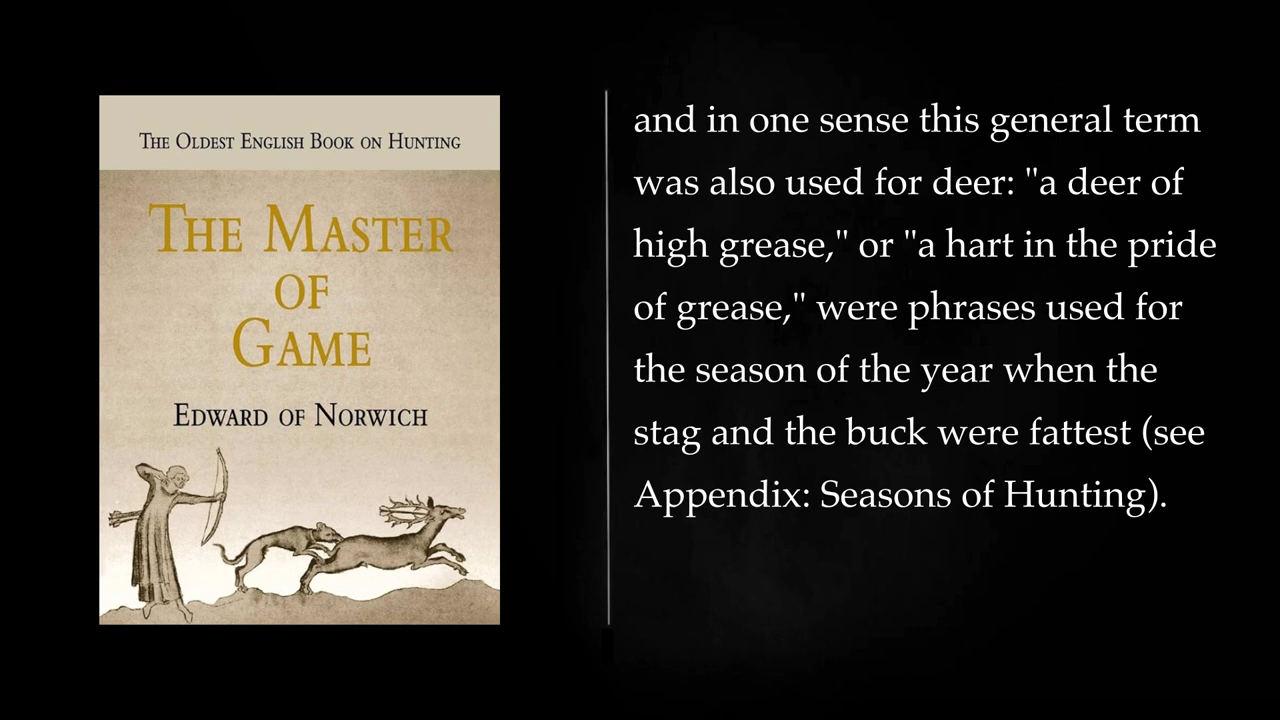 The Oldest English Book on Hunting
The Master
of
Game
Edward of Norwich
and in one sense this general term
was also used for deer: "a deer of
high grease," or "a hart in the pride
of grease," were phrases used for
the season of the year when the
stag and the buck were fattest (see
Appendix: Seasons of Hunting).